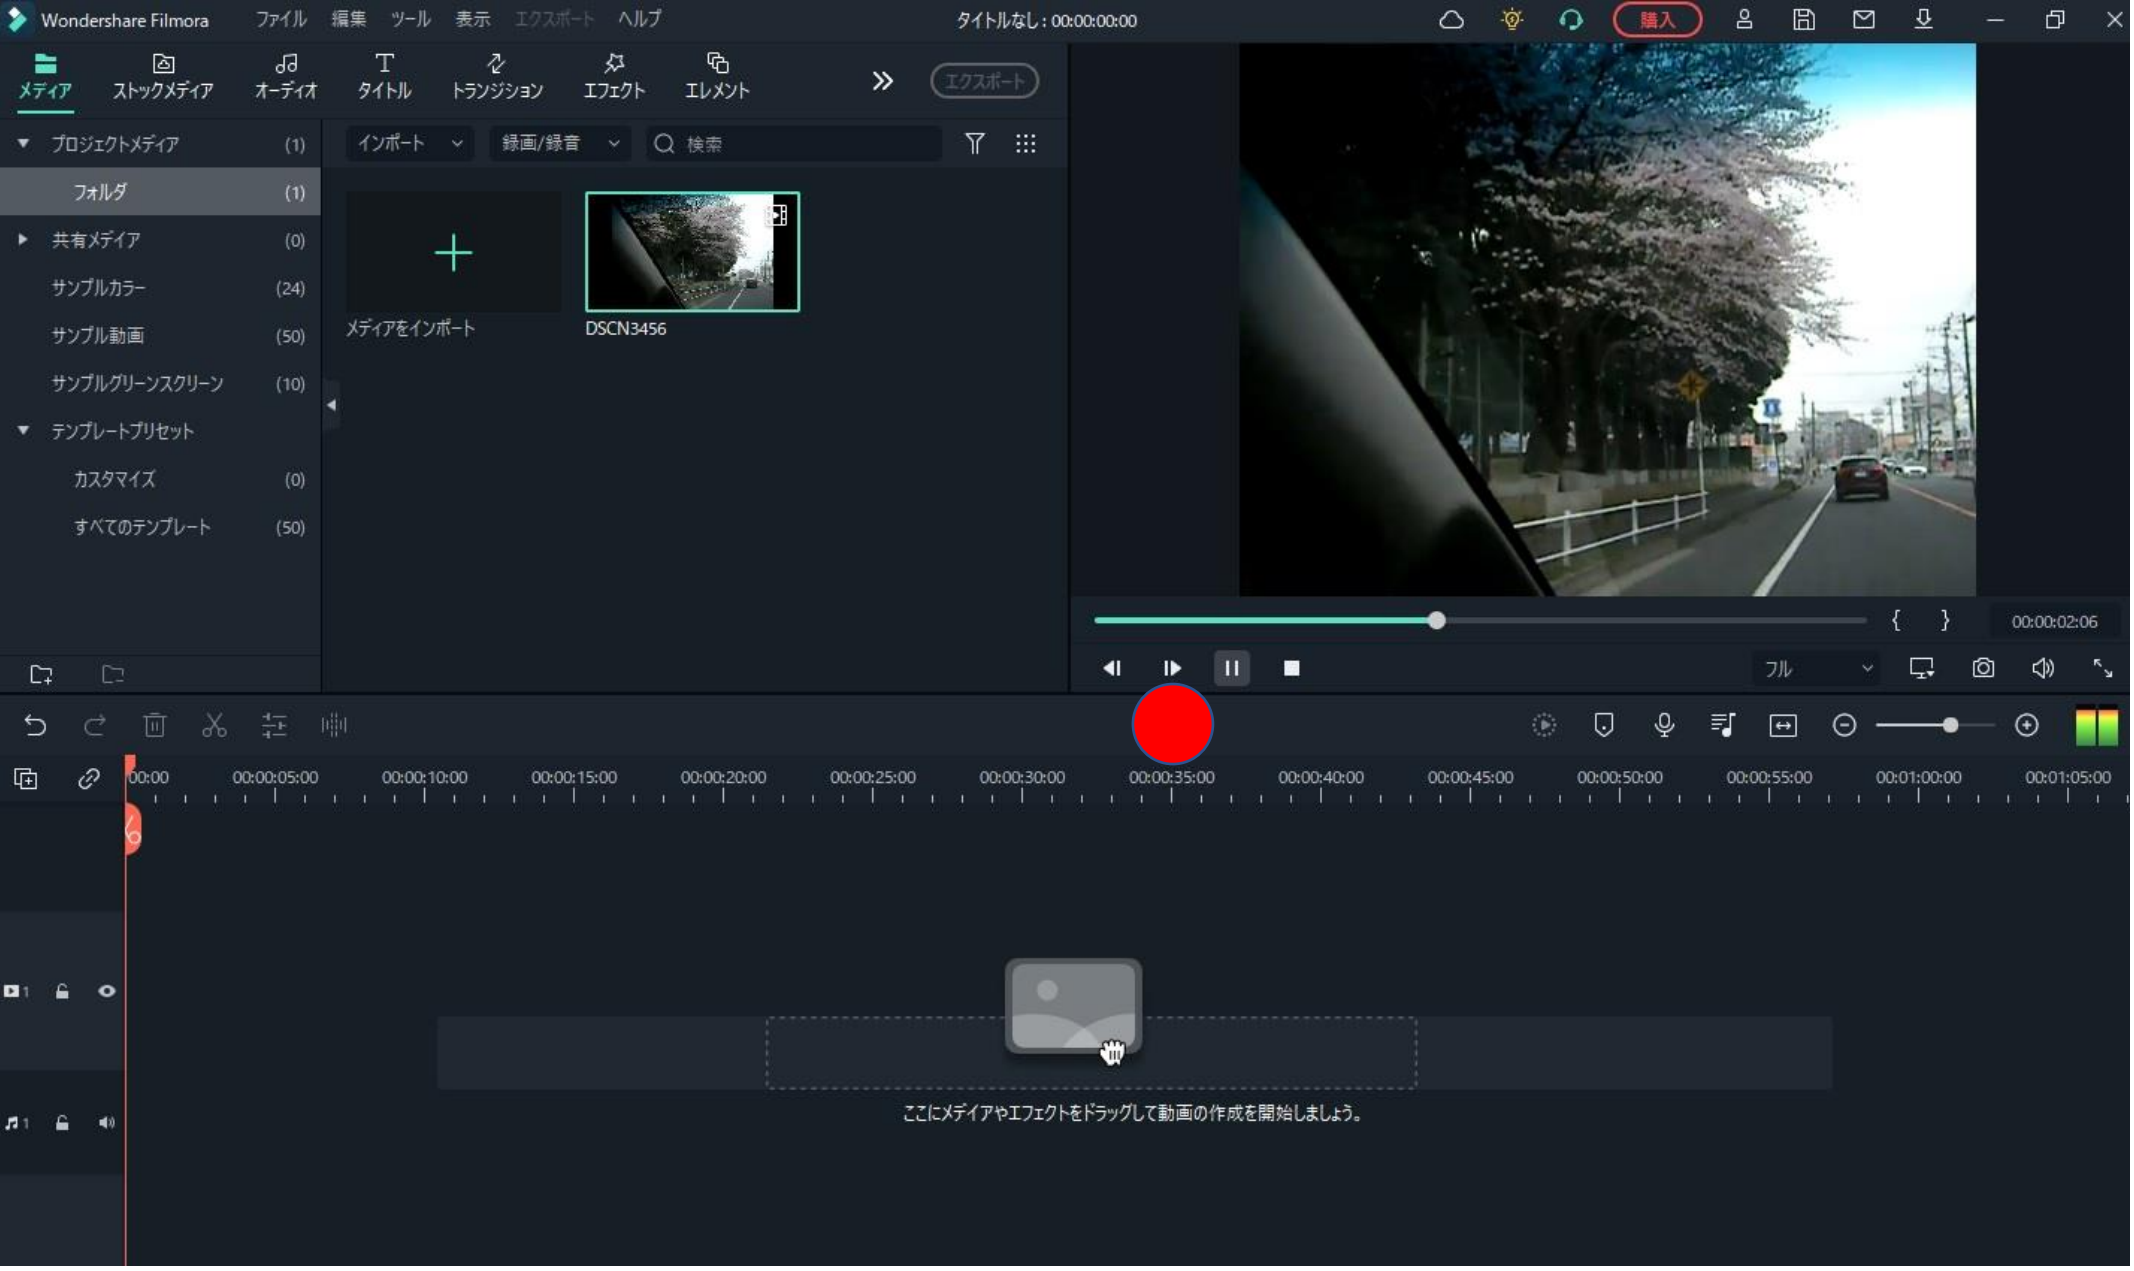 Wondershare Filmora ファイル 編集 ツール 表示 エクスポート ヘルプ タイトルなし : 00:00:00:00 購入
メディア ストックメディア オーディオ タイトル トランジション エフェクト エレメント エクスポート
プロジェクトメディア (1)
インポート 録画/録音 検索
フォルダ (1)
共有メディア (0)
サンプルカラー (24)
サンプル動画 (50)
サンプルグリーンスクリーン (10)
テンプレートプリセット
カスタマイズ (0)
すべてのテンプレート (50)
メディアをインポート
DSCN3456
{ } 00:00:02:06
フル
00:00 00:00:05:00 00:00:10:00 00:00:15:00 00:00:20:00 00:00:25:00 00:00:30:00 00:00:35:00 00:00:40:00 00:00:45:00 00:00:50:00 00:00:55:00 00:01:00:00 00:01:05:00
1
ここにメディアやエフェクトをドラッグして動画の作成を開始しましょう。
1